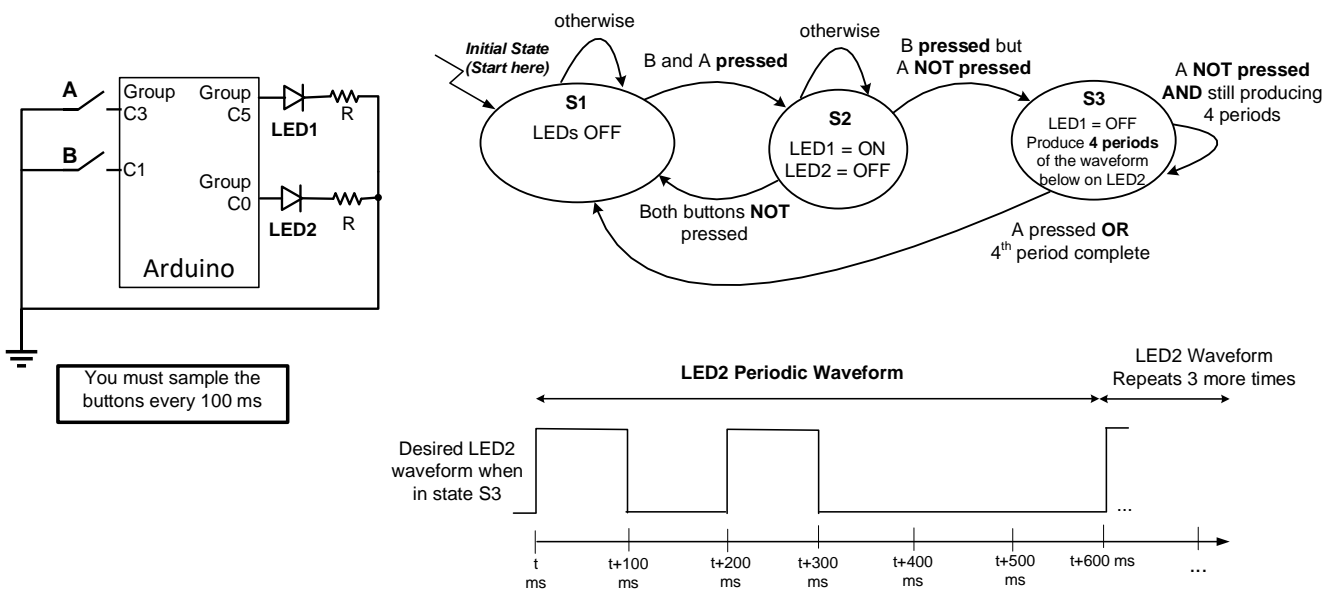 A
B
Group
C3
C1
Group
C5
Group
C0
LED1
R
LED2
R
Arduino
You must sample the
buttons every 100 ms
Initial State
(Start here)
otherwise
S1
LEDs OFF
B and A pressed
otherwise
S2
LED1 = ON
LED2 = OFF
Both buttons NOT
pressed
B pressed but
A NOT pressed
S3
LED1 = OFF
Produce 4 periods
of the waveform
below on LED2
A NOT pressed
AND still producing
4 periods
A pressed OR
4th period complete
LED2 Periodic Waveform
LED2 Waveform
Repeats 3 more times
Desired LED2
waveform when
in state S3
...
t
ms
t+100
ms
t+200
ms
t+300
ms
t+400
ms
t+500
ms
t+600 ms
...